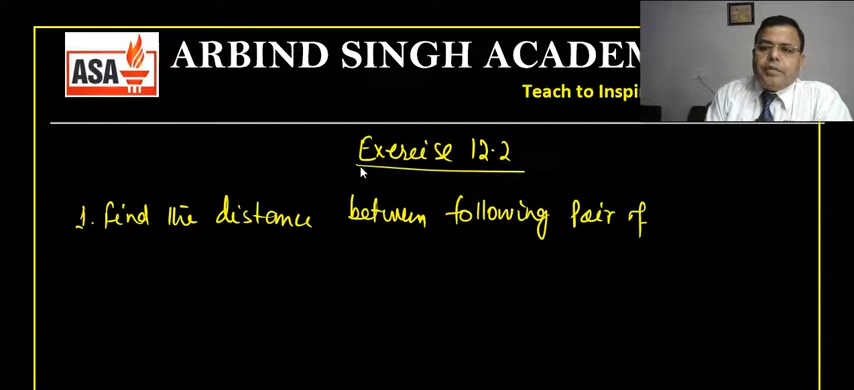 ASA
ARBIND SINGH ACADEM
Teach to Inspi
Exercise 12.2
1. Find the distance between following Pair of